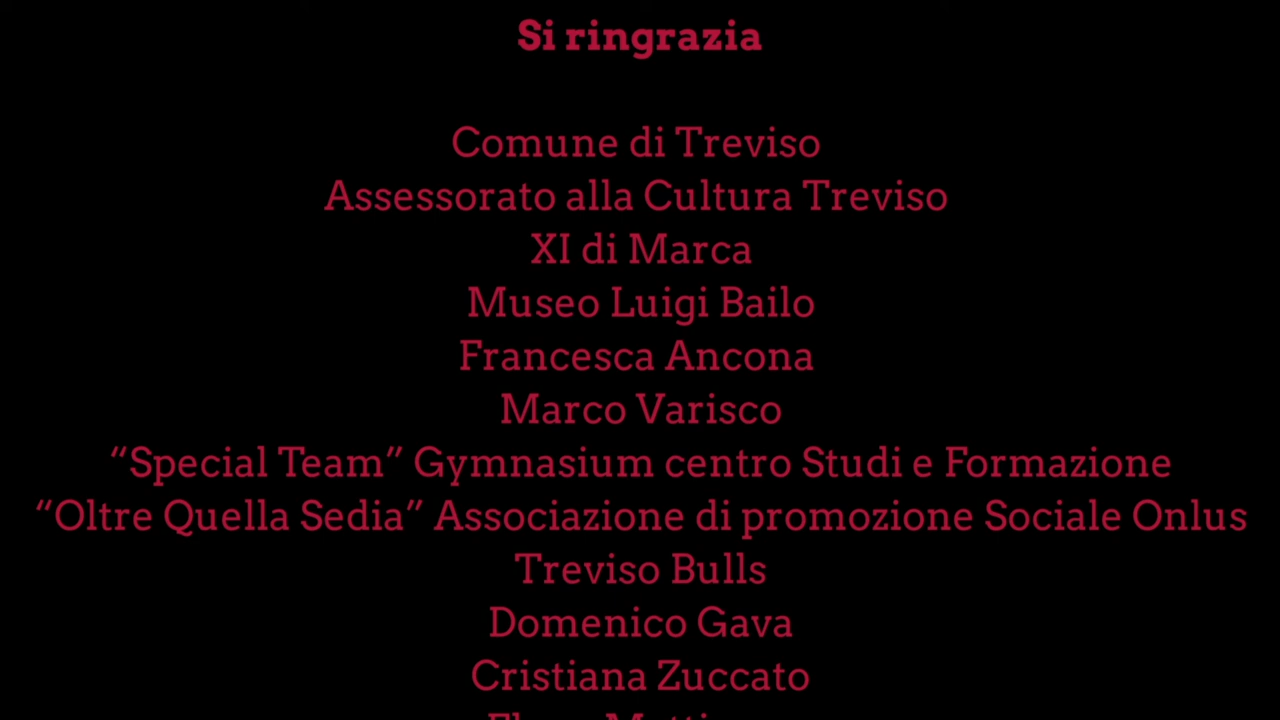 Si ringrazia
Comune di Treviso
Assessorato alla Cultura Treviso
XI di Marca
Museo Luigi Bailo
Francesca Ancona
Marco Varisco
“Special Team” Gymnasium centro Studi e Formazione
“Oltre Quella Sedia” Associazione di promozione Sociale Onlus
Treviso Bulls
Domenico Gava
Cristiana Zuccato